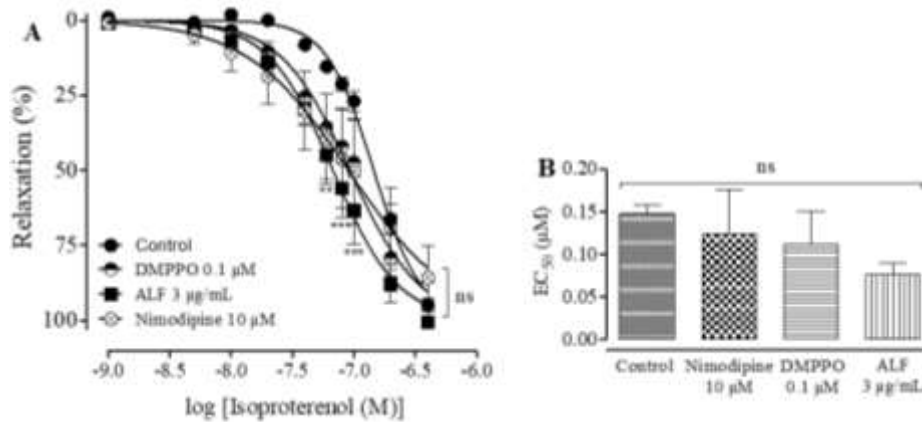 A
0
25
50
75
100
Relaxation (%)
**
***
***
Control
DMPPO 0.1 µM
ALF 3 µg/mL
Nimodipine 10 µM
ns
-9.0 -8.5 -8.0 -7.5 -7.0 -6.5 -6.0
log [Isoproterenol (M)]
B
ns
0.20
0.15
0.10
0.05
0.00
EC50 (µM)
Control Nimodipine DMPPO ALF
10 µM 0.1 µM 3 µg/mL